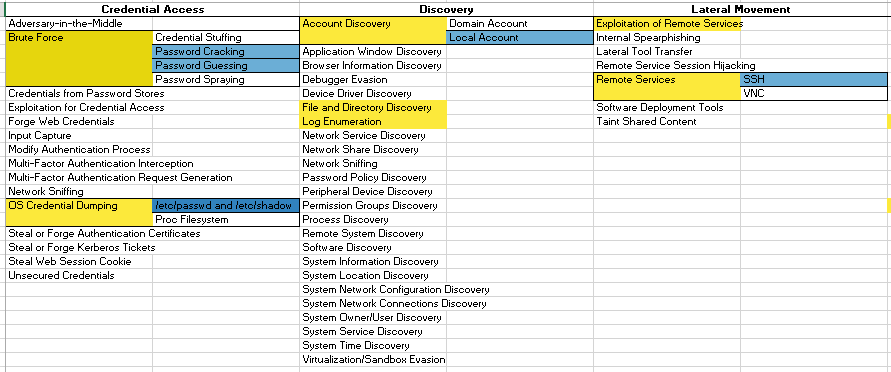 Credential Access Discovery Lateral Movement
Adversary-in-the-Middle Account Discovery Domain Account Exploitation of Remote Services
Brute Force Credential Stuffing Local Account Internal Spearphishing
Password Cracking Application Window Discovery Lateral Tool Transfer
Password Guessing Browser Information Discovery Remote Service Session Hijacking
Password Spraying Debugger Evasion Remote Services SSH
Credentials from Password Stores Device Driver Discovery VNC
Exploitation for Credential Access File and Directory Discovery Software Deployment Tools
Forge Web Credentials Log Enumeration Taint Shared Content
Input Capture Network Service Discovery
Modify Authentication Process Network Share Discovery
Multi-Factor Authentication Interception Network Sniffing
Multi-Factor Authentication Request Generation Password Policy Discovery
Network Sniffing Peripheral Device Discovery
OS Credential Dumping /etc/passwd and /etc/shadow Permission Groups Discovery
Proc Filesystem Process Discovery
Steal or Forge Authentication Certificates Remote System Discovery
Steal or Forge Kerberos Tickets Software Discovery
Steal Web Session Cookie System Information Discovery
Unsecured Credentials System Location Discovery
System Network Configuration Discovery
System Network Connections Discovery
System Owner/User Discovery
System Service Discovery
System Time Discovery
Virtualization/Sandbox Evasion